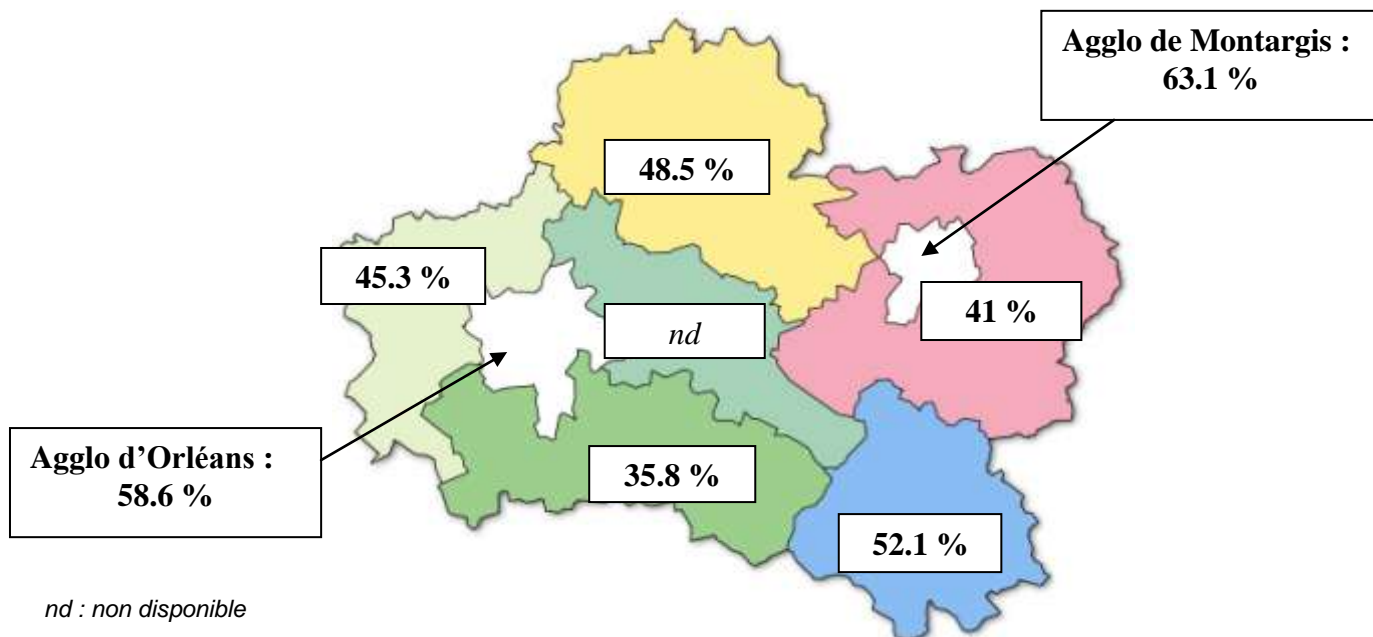 Agglo de Montargis :
63.1 %
48.5 %
45.3 %
nd
41 %
Agglo d’Orléans :
58.6 %
35.8 %
52.1 %
nd : non disponible